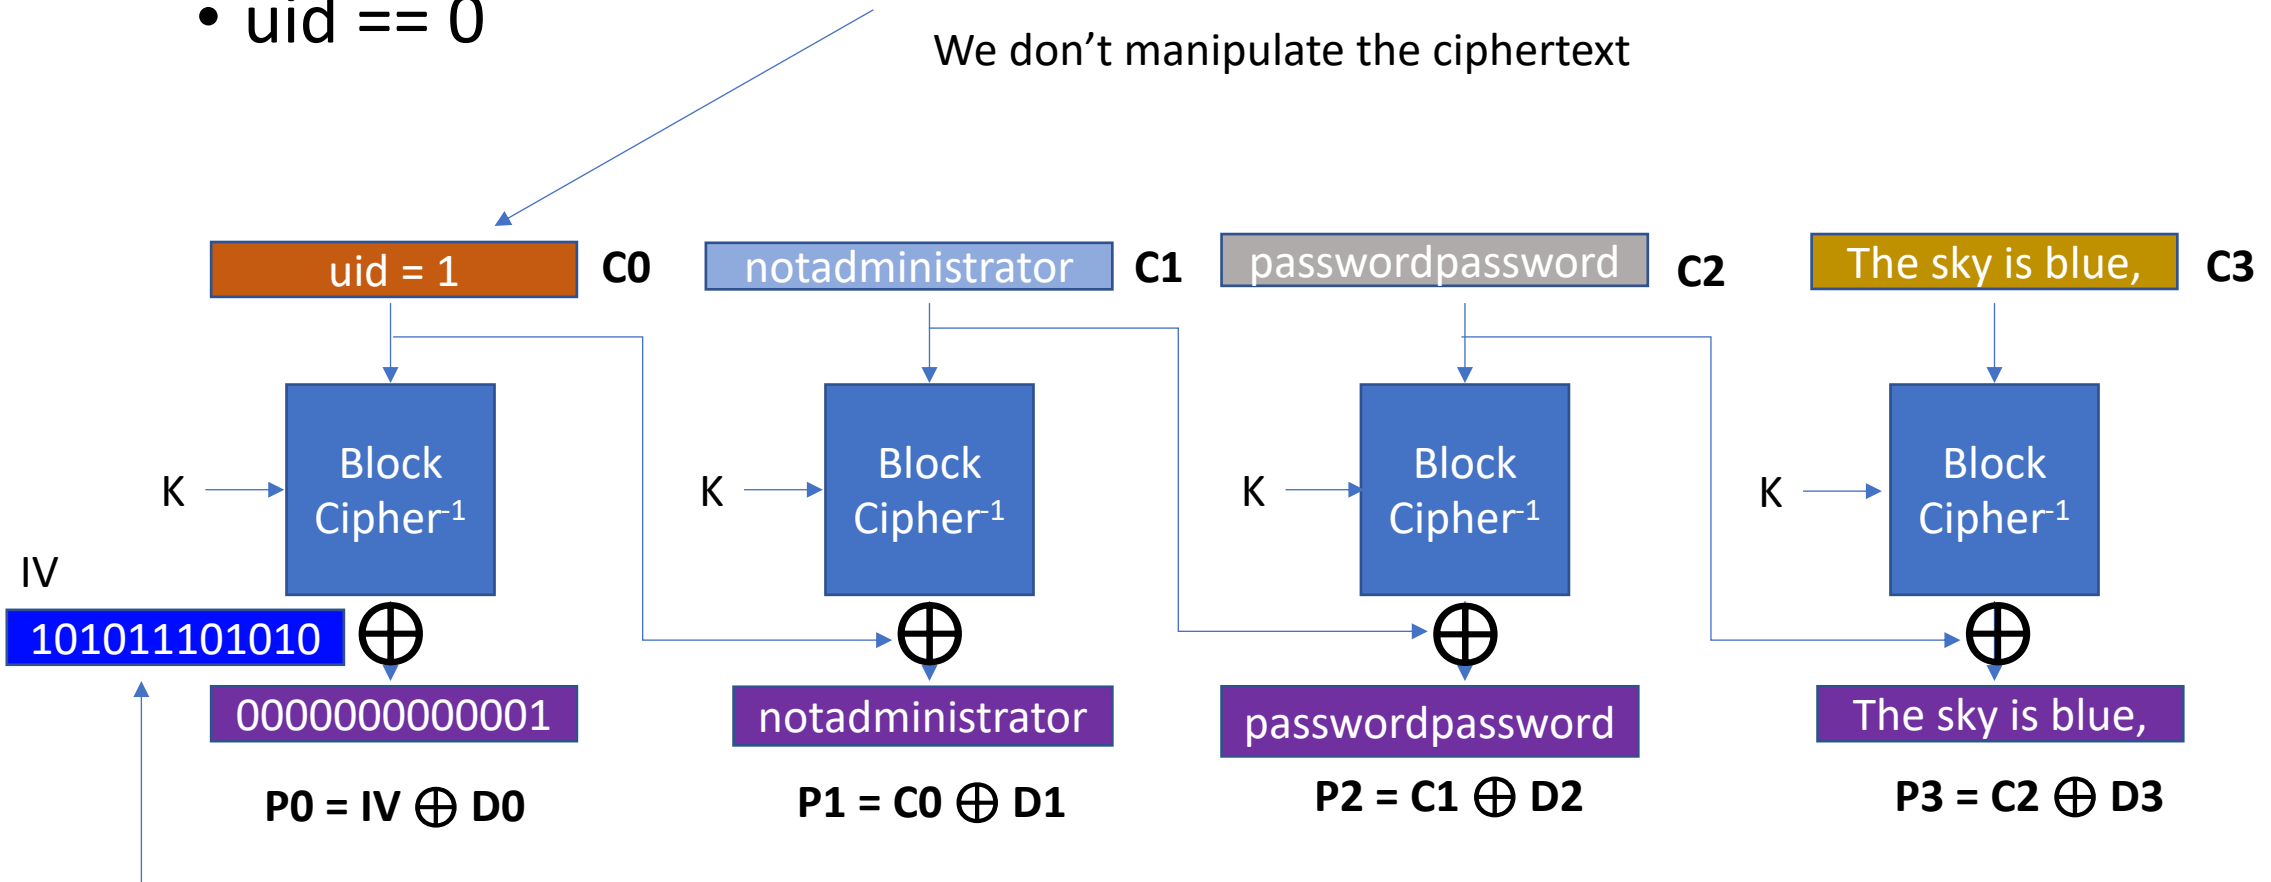 • uid == 0
We don’t manipulate the ciphertext
uid = 1 C0 notadministrator C1 passwordpassword C2 The sky is blue, C3
Block Block Block Block
K Cipher-1 K Cipher-1 K Cipher-1 K Cipher-1
IV
101011101010
0000000000001 notadministrator passwordpassword The sky is blue,
P0 = IV ⊕ D0 P1 = C0 ⊕ D1 P2 = C1 ⊕ D2 P3 = C2 ⊕ D3